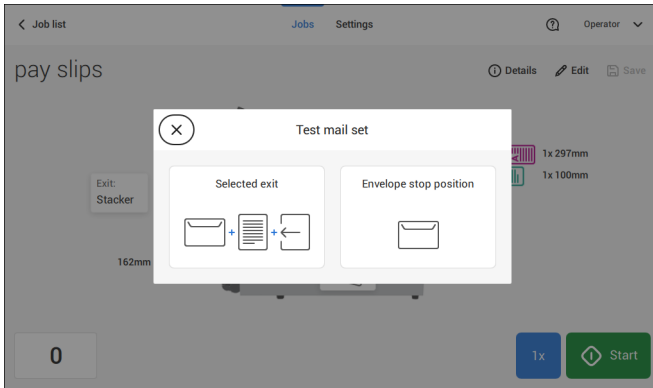 Job list
Jobs
Settings
Operator
pay slips
Details
Edit
Save
Test mail set
Selected exit
Envelope stop position
1x 297mm
1x 100mm
Exit:
Stacker
162mm
0
1x
Start